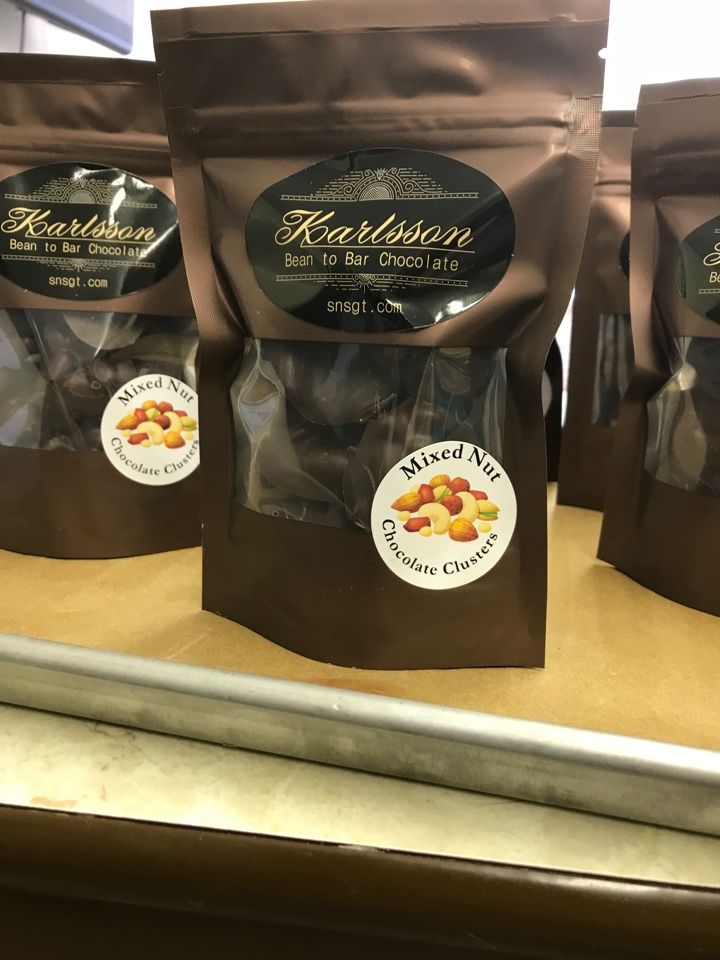 Karlsson
Bean to Bar Chocolate
snsgt.com
Mixed Nut
Chocolate Clusters
Karlsson
Bean to Bar Chocolate
snsgt.com
Mixed Nut
Chocolate Clusters